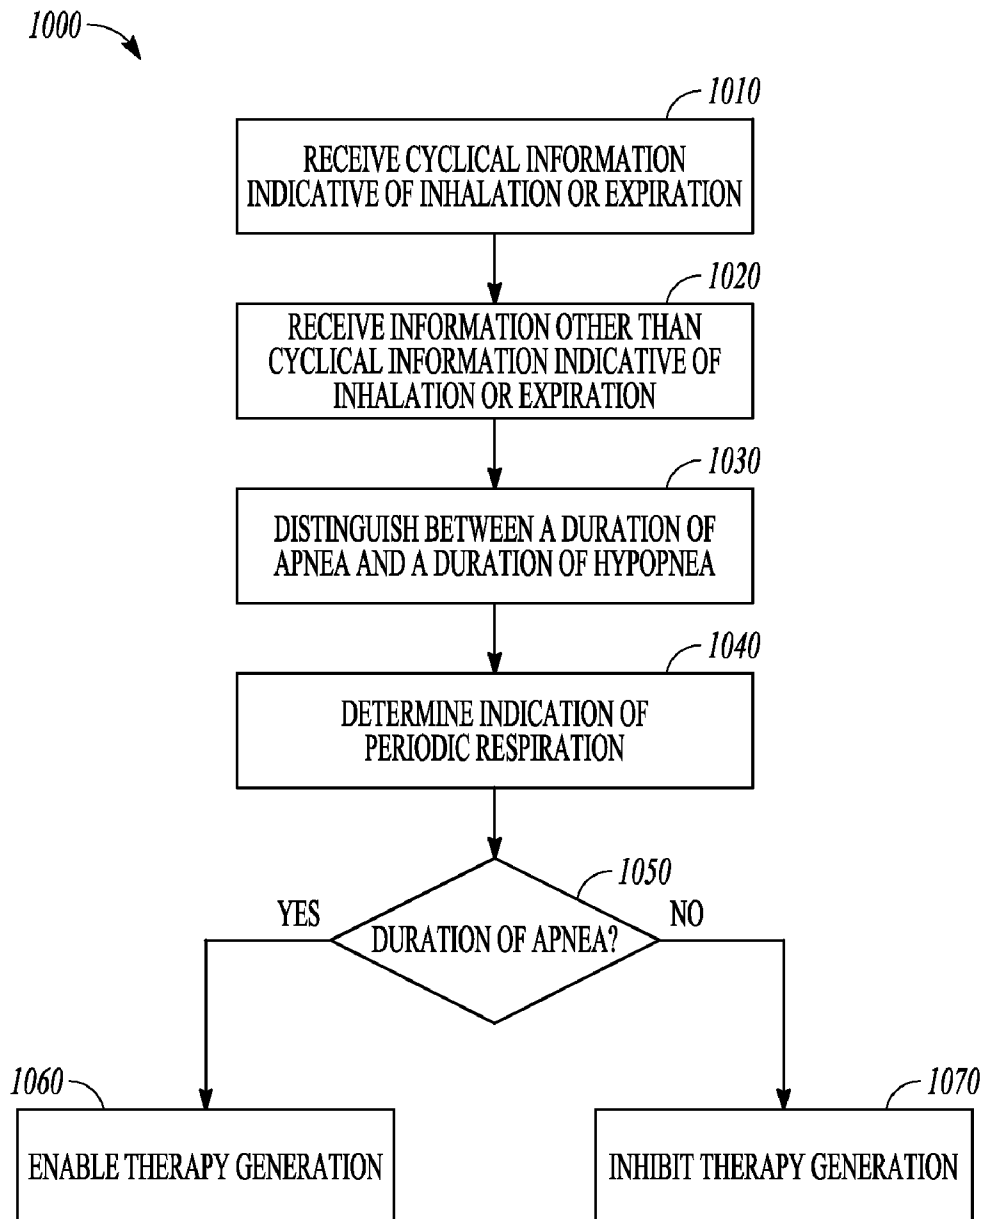 1000
1010
RECEIVE CYCLICAL INFORMATION
INDICATIVE OF INHALATION OR EXPIRATION
1020
RECEIVE INFORMATION OTHER THAN
CYCLICAL INFORMATION INDICATIVE OF
INHALATION OR EXPIRATION
1030
DISTINGUISH BETWEEN A DURATION OF
APNEA AND A DURATION OF HYPOPNEA
1040
DETERMINE INDICATION OF
PERIODIC RESPIRATION
1050
YES
DURATION OF APNEA?
NO
1060
ENABLE THERAPY GENERATION
1070
INHIBIT THERAPY GENERATION